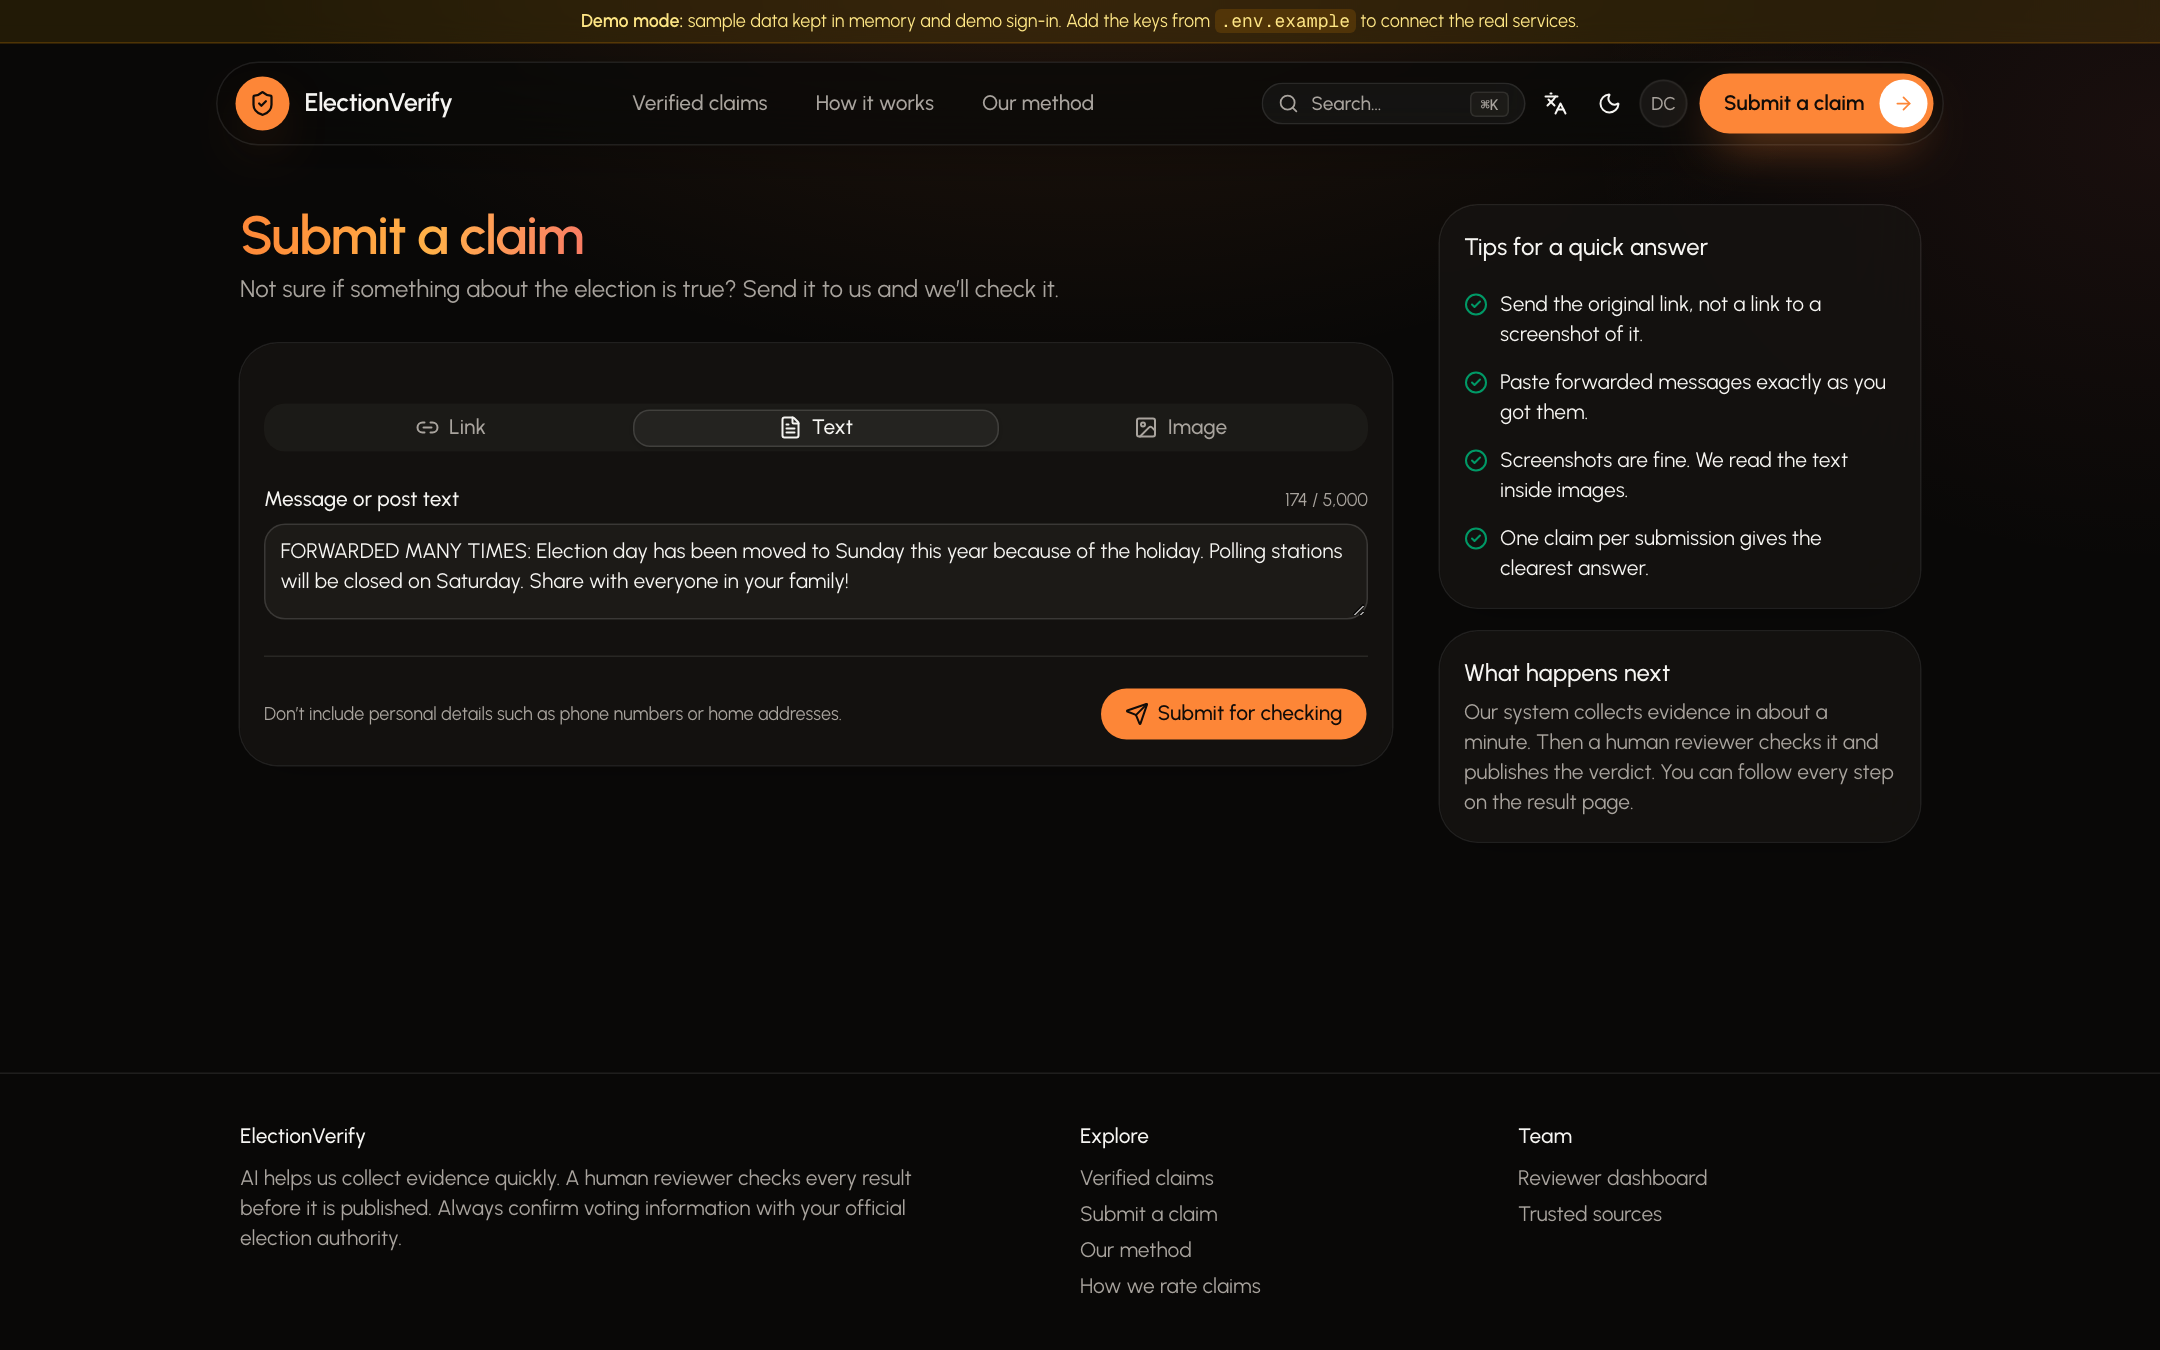 Demo mode: sample data kept in memory and demo sign-in. Add the keys from .env.example to connect the real services.
ElectionVerify
Verified claims
How it works
Our method
Search...
⌘K
DC
Submit a claim
Submit a claim
Not sure if something about the election is true? Send it to us and we’ll check it.
Link
Text
Image
Message or post text
174 / 5,000
FORWARDED MANY TIMES: Election day has been moved to Sunday this year because of the holiday. Polling stations
will be closed on Saturday. Share with everyone in your family!
Don’t include personal details such as phone numbers or home addresses.
Submit for checking
Tips for a quick answer
Send the original link, not a link to a
screenshot of it.
Paste forwarded messages exactly as you
got them.
Screenshots are fine. We read the text
inside images.
One claim per submission gives the
clearest answer.
What happens next
Our system collects evidence in about a
minute. Then a human reviewer checks it and
publishes the verdict. You can follow every step
on the result page.
ElectionVerify
AI helps us collect evidence quickly. A human reviewer checks every result
before it is published. Always confirm voting information with your official
election authority.
Explore
Verified claims
Submit a claim
Our method
How we rate claims
Team
Reviewer dashboard
Trusted sources